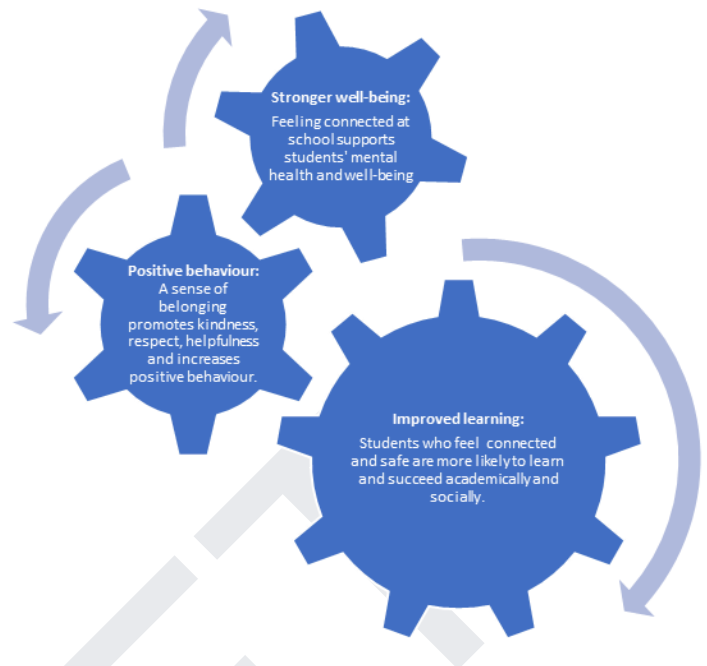 Stronger well-being:
Feeling connected at
school supports
students' mental
health and well-being
Positive behaviour:
A sense of
belonging
promotes kindness,
respect, helpfulness
and increases
positive behaviour.
Improved learning:
Students who feel connected
and safe are more likely to learn
and succeed academically and
socially.